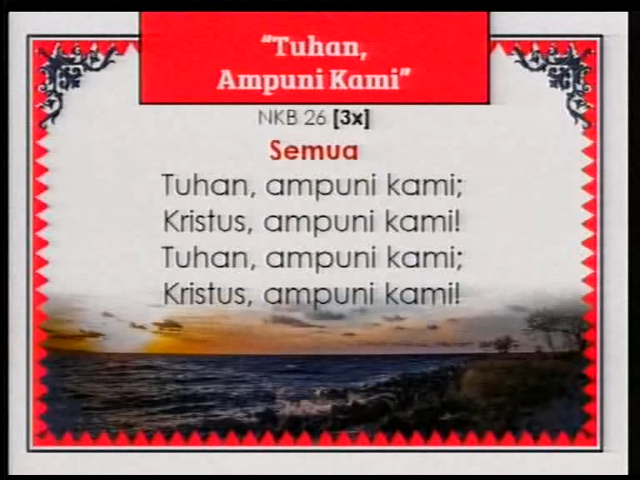 “Tuhan,
Ampuni Kami”
NKB 26 [3x]
Semua
Tuhan, ampuni kami;
Kristus, ampuni kami!
Tuhan, ampuni kami;
Kristus, ampuni kami!